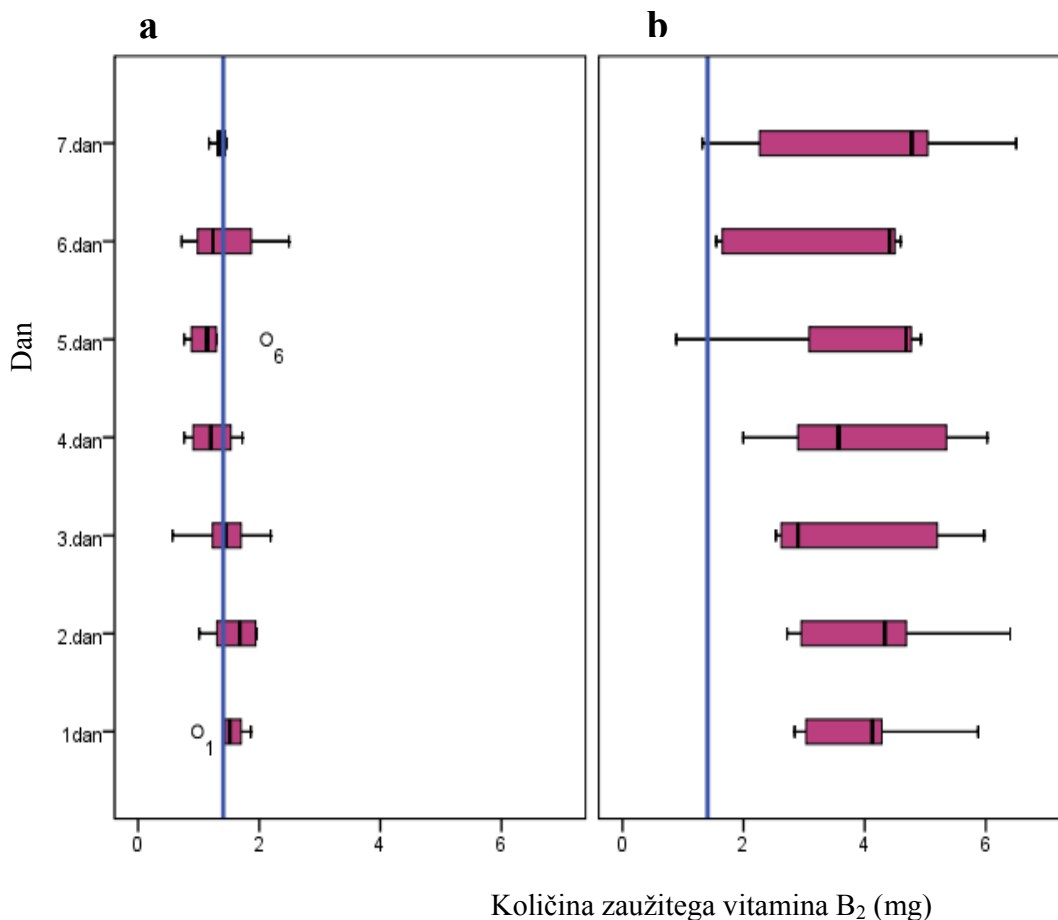 a b
7.dan
6.dan
5.dan
6
4.dan
3.dan
2.dan
1dan
1
Dan
0 2 4 6 0 2 4 6
Količina zaužitega vitamina B₂ (mg)